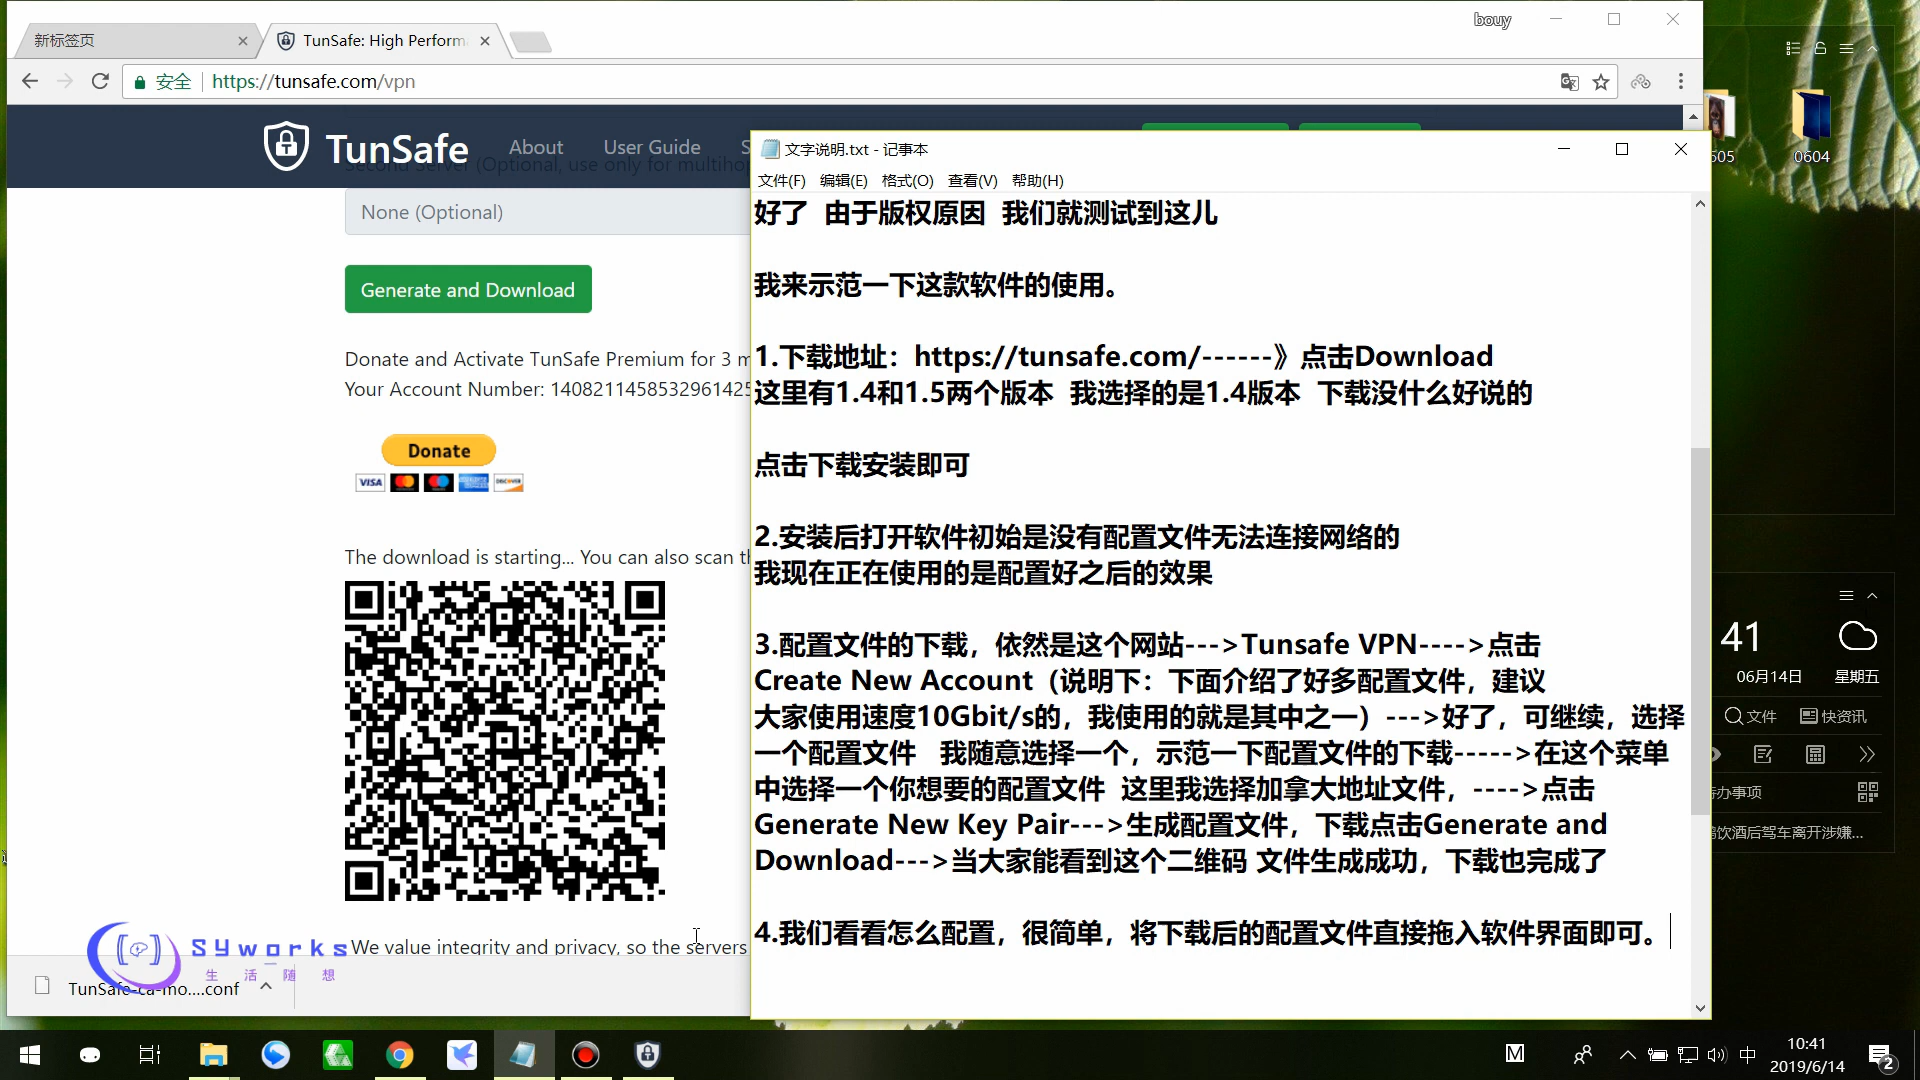 bouy
新标签页
TunSafe: High Perform
安全
https://tunsafe.com/vpn
TunSafe
About
User Guide
S
Second Server (Optional, use only for multiho
None (Optional)
Generate and Download
Donate and Activate TunSafe Premium for 3 m
Your Account Number: 1408211458532961425
Donate
VISA
DISCOVER
The download is starting... You can also scan th
We value integrity and privacy, so the servers
SYworks
生活随想
TunSafe-ca-mo....conf
文字说明.txt - 记事本
文件(F) 编辑(E) 格式(O) 查看(V) 帮助(H)
好了 由于版权原因 我们就测试到这儿
我来示范一下这款软件的使用。
1.下载地址：https://tunsafe.com/------》点击Download
这里有1.4和1.5两个版本 我选择的是1.4版本 下载没什么好说的
点击下载安装即可
2.安装后打开软件初始是没有配置文件无法连接网络的
我现在正在使用的是配置好之后的效果
3.配置文件的下载，依然是这个网站--->Tunsafe VPN---->点击
Create New Account（说明下：下面介绍了好多配置文件，建议
大家使用速度10Gbit/s的，我使用的就是其中之一）--->好了，可继续，选择
一个配置文件 我随意选择一个，示范一下配置文件的下载----->在这个菜单
中选择一个你想要的配置文件 这里我选择加拿大地址文件，---->点击
Generate New Key Pair--->生成配置文件，下载点击Generate and
Download--->当大家能看到这个二维码 文件生成成功，下载也完成了
4.我们看看怎么配置，很简单，将下载后的配置文件直接拖入软件界面即可。
605
0604
41
06月14日
星期五
文件
快资讯
办事项
饮酒后驾车离开涉嫌...
M
中
10:41
2019/6/14
2